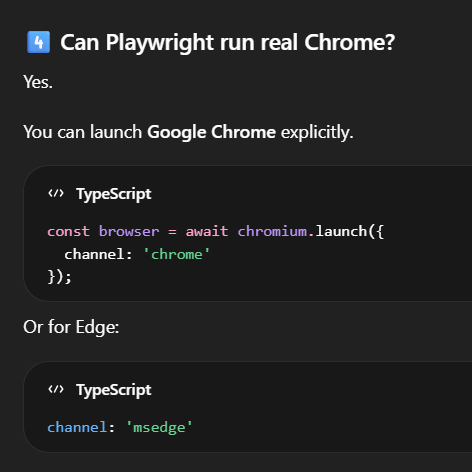 4️⃣ Can Playwright run real Chrome?
Yes.
You can launch Google Chrome explicitly.
</> TypeScript
const browser = await chromium.launch({
  channel: 'chrome'
});
Or for Edge:
</> TypeScript
channel: 'msedge'